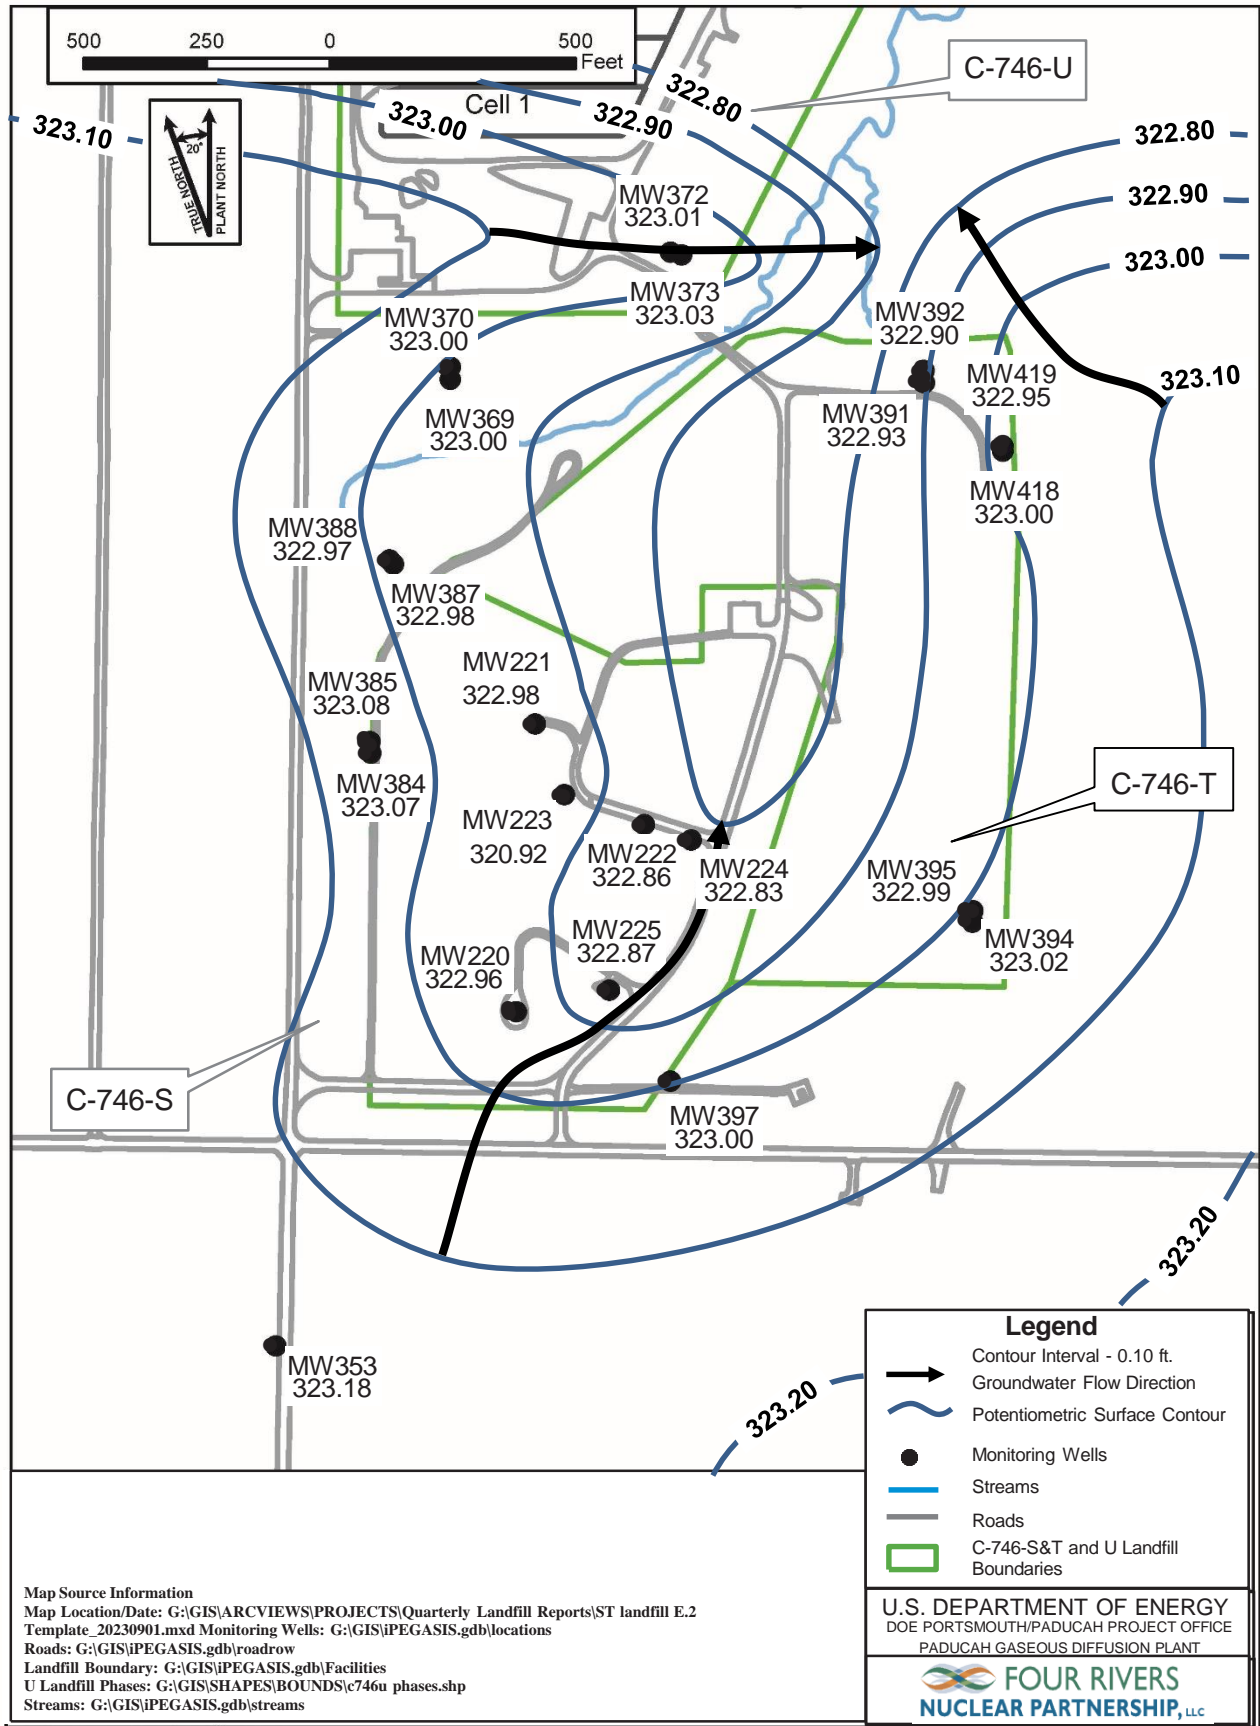 500 250 0 500
Feet
C-746-U
Cell 1
322.80
323.00
322.90
323.10
322.80
20°
TRUE NORTH
PLANT NORTH
MW372
323.01
322.90
323.00
MW373
323.03
MW370
323.00
MW392
322.90
MW419
322.95
323.10
MW369
323.00
MW391
322.93
MW418
323.00
MW388
322.97
MW387
322.98
MW221
322.98
MW385
323.08
MW384
323.07
C-746-T
MW223
320.92
MW222
322.86
MW224
322.83
MW395
322.99
MW225
322.87
MW220
322.96
MW394
323.02
C-746-S
MW397
323.00
323.20
MW353
323.18
323.20
Legend
Contour Interval - 0.10 ft.
Groundwater Flow Direction
Potentiometric Surface Contour
Monitoring Wells
Streams
Roads
C-746-S&T and U Landfill
Boundaries
Map Source Information
Map Location/Date: G:\GIS\ARCVIEWS\PROJECTS\Quarterly Landfill Reports\ST landfill E.2
Template_20230901.mxd Monitoring Wells: G:\GIS\iPEGASIS.gdb\locations
Roads: G:\GIS\iPEGASIS.gdb\roadrow
Landfill Boundary: G:\GIS\iPEGASIS.gdb\Facilities
U Landfill Phases: G:\GIS\SHAPES\BOUNDS\c746u phases.shp
Streams: G:\GIS\iPEGASIS.gdb\streams
U.S. DEPARTMENT OF ENERGY
DOE PORTSMOUTH/PADUCAH PROJECT OFFICE
PADUCAH GASEOUS DIFFUSION PLANT
FOUR RIVERS
NUCLEAR PARTNERSHIP, LLC